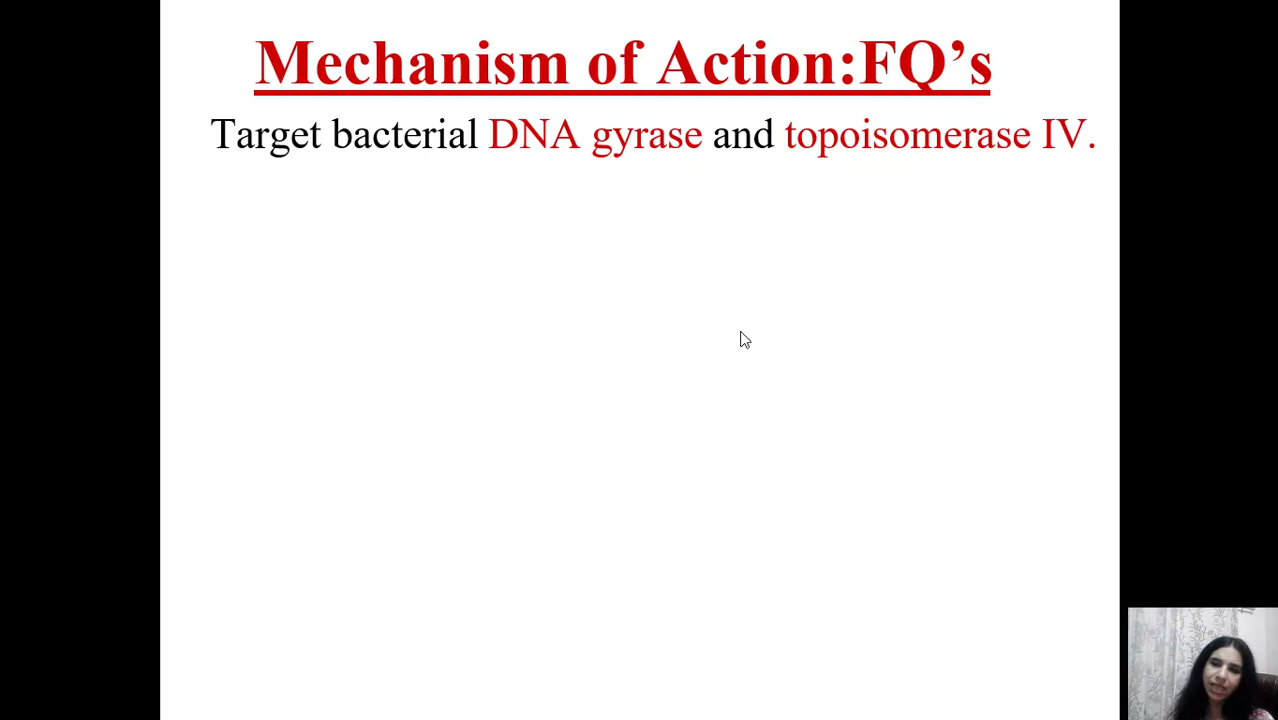 Mechanism of Action:FQ’s
Target bacterial DNA gyrase and topoisomerase IV.